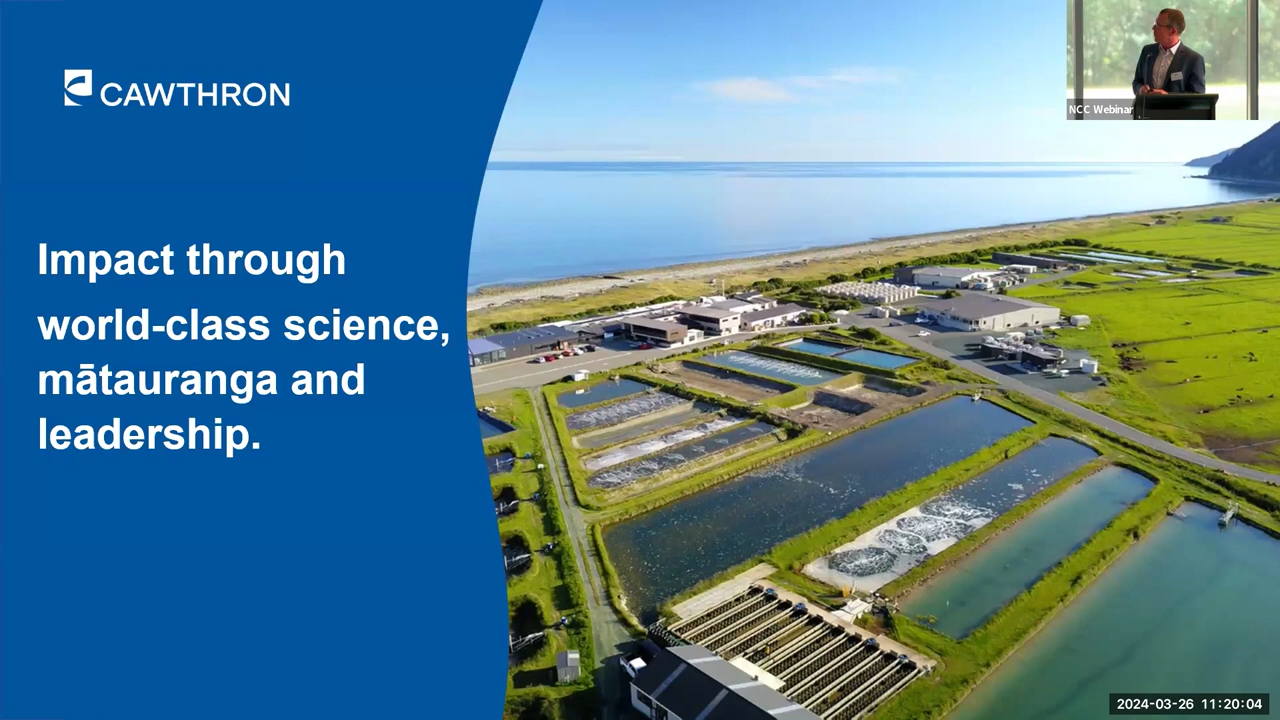 CAWTHRON
NCC Webinar
Impact through
world-class science,
mātauranga and
leadership.
2024-03-26 11:20:04